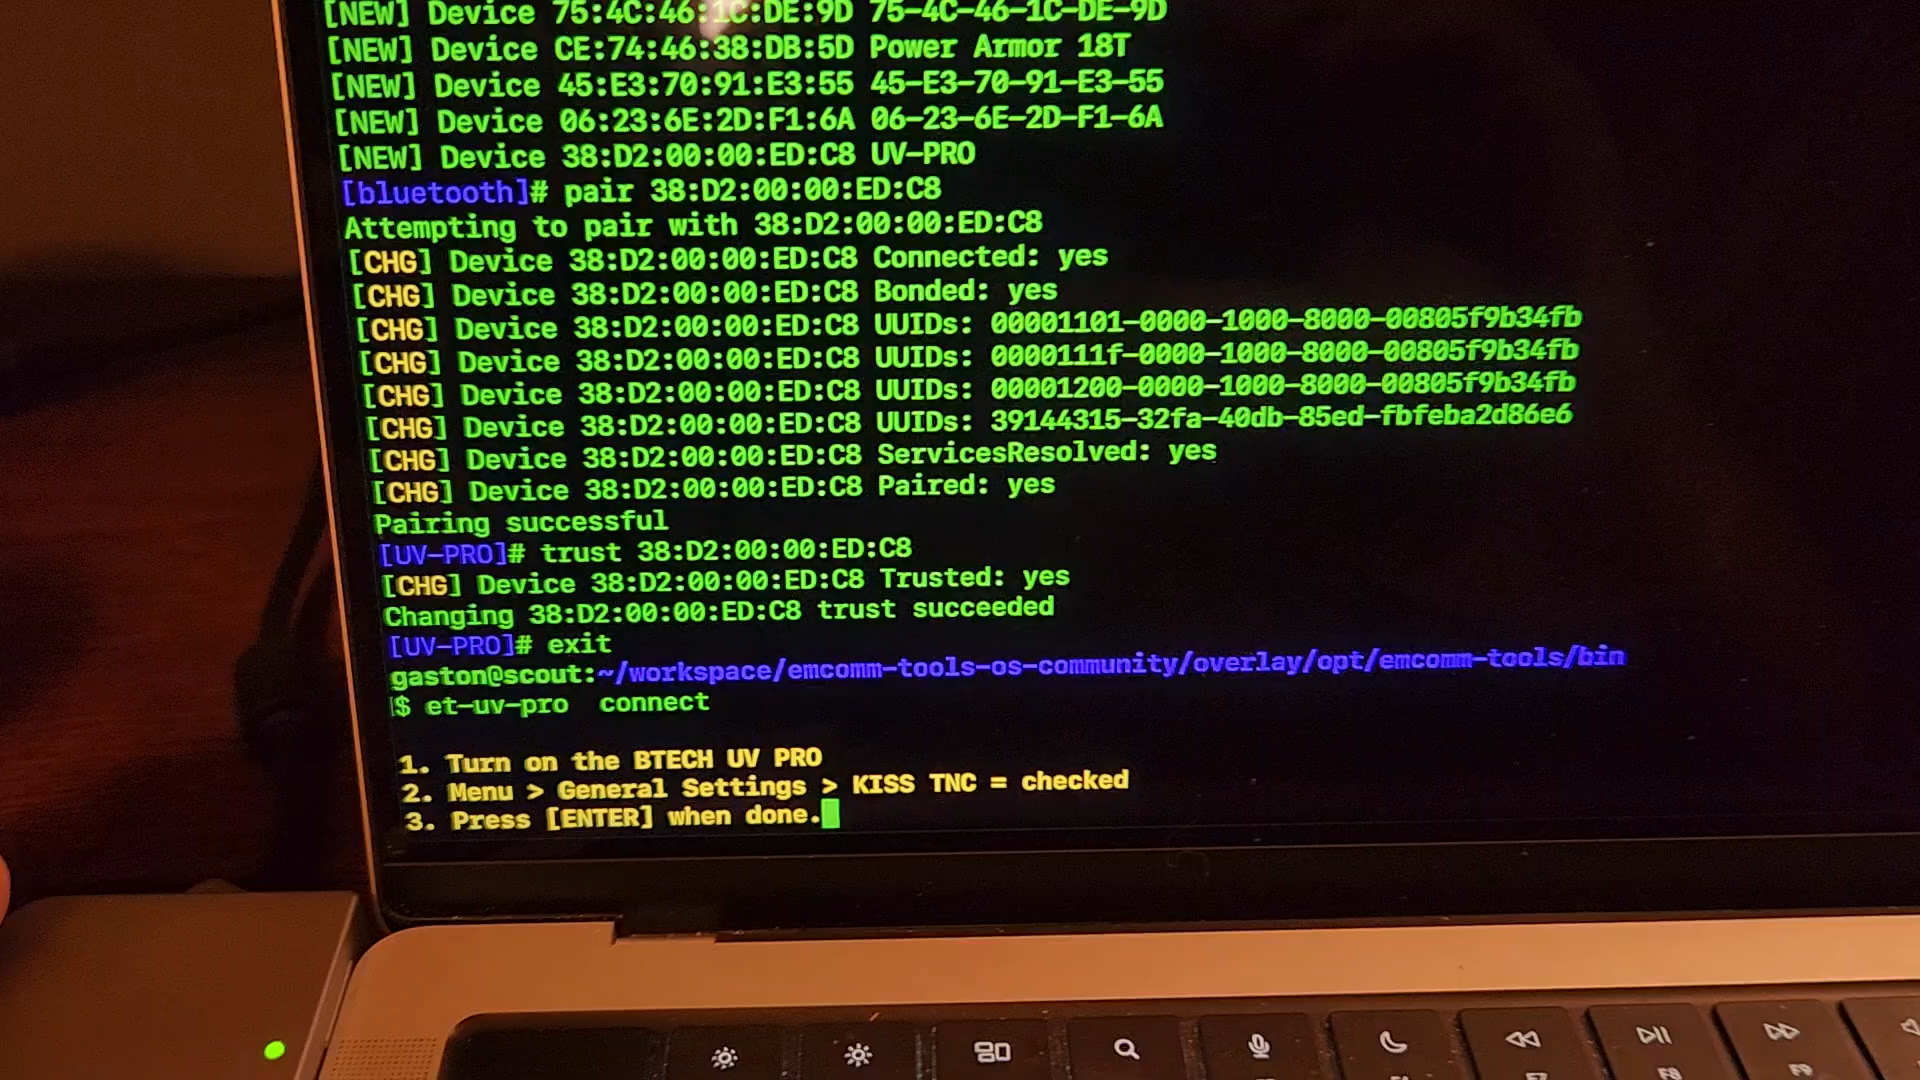 [NEW] Device 75:4C:46:1C:DE:9D 75-4C-46-1C-DE-9D
[NEW] Device CE:74:46:38:DB:5D Power Armor 18T
[NEW] Device 45:E3:70:91:E3:55 45-E3-70-91-E3-55
[NEW] Device 06:23:6E:2D:F1:6A 06-23-6E-2D-F1-6A
[NEW] Device 38:D2:00:00:ED:C8 UV-PRO
[bluetooth]# pair 38:D2:00:00:ED:C8
Attempting to pair with 38:D2:00:00:ED:C8
[CHG] Device 38:D2:00:00:ED:C8 Connected: yes
[CHG] Device 38:D2:00:00:ED:C8 Bonded: yes
[CHG] Device 38:D2:00:00:ED:C8 UUIDs: 00001101-0000-1000-8000-00805f9b34fb
[CHG] Device 38:D2:00:00:ED:C8 UUIDs: 0000111f-0000-1000-8000-00805f9b34fb
[CHG] Device 38:D2:00:00:ED:C8 UUIDs: 00001200-0000-1000-8000-00805f9b34fb
[CHG] Device 38:D2:00:00:ED:C8 UUIDs: 39144315-32fa-40db-85ed-fbfeba2d86e6
[CHG] Device 38:D2:00:00:ED:C8 ServicesResolved: yes
[CHG] Device 38:D2:00:00:ED:C8 Paired: yes
Pairing successful
[UV-PRO]# trust 38:D2:00:00:ED:C8
[CHG] Device 38:D2:00:00:ED:C8 Trusted: yes
Changing 38:D2:00:00:ED:C8 trust succeeded
[UV-PRO]# exit
gaston@scout:~/workspace/emcomm-tools-os-community/overlay/opt/emcomm-tools/bin
$ et-uv-pro  connect
1. Turn on the BTECH UV PRO
2. Menu > General Settings > KISS TNC = checked
3. Press [ENTER] when done.
F8 F9